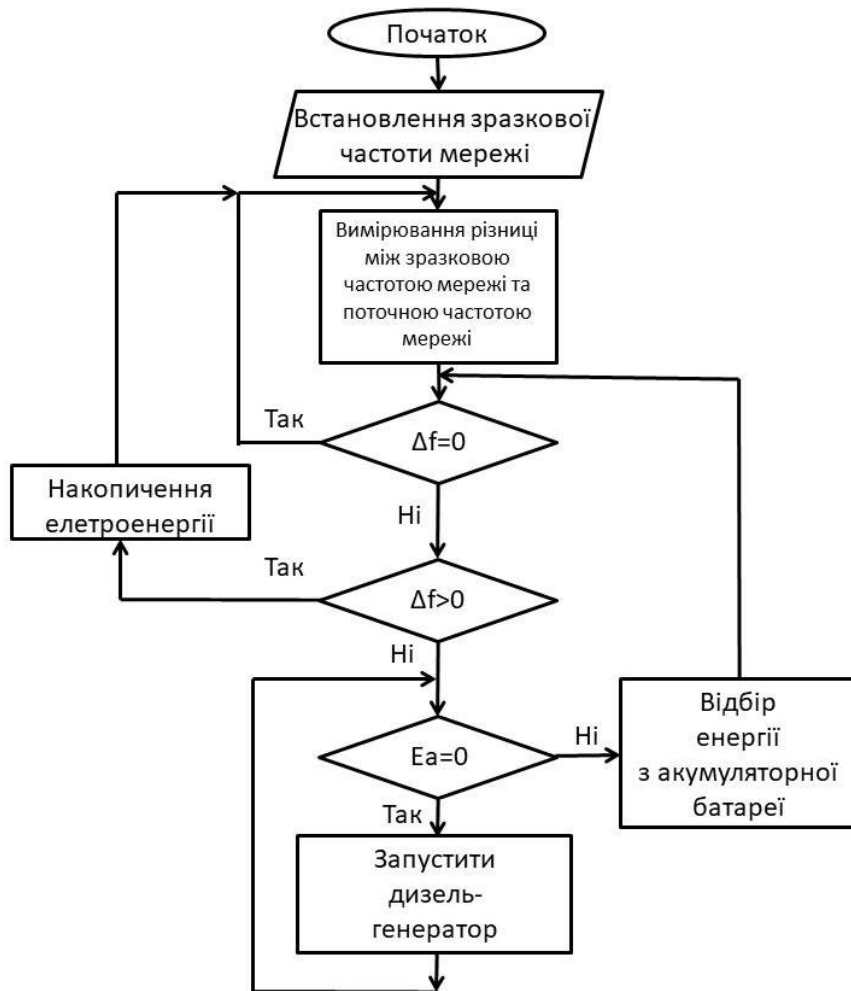 Початок
Встановлення зразкової
частоти мережі
Вимірювання різниці
між зразковою
частотою мережі та
поточною частотою
мережі
Так
Δf=0
Накопичення
елетроенергії
Ні
Так
Δf>0
Ні
Ea=0
Ні
Відбір
енергії
з акумуляторної
батареї
Так
Запустити
дизель-
генератор